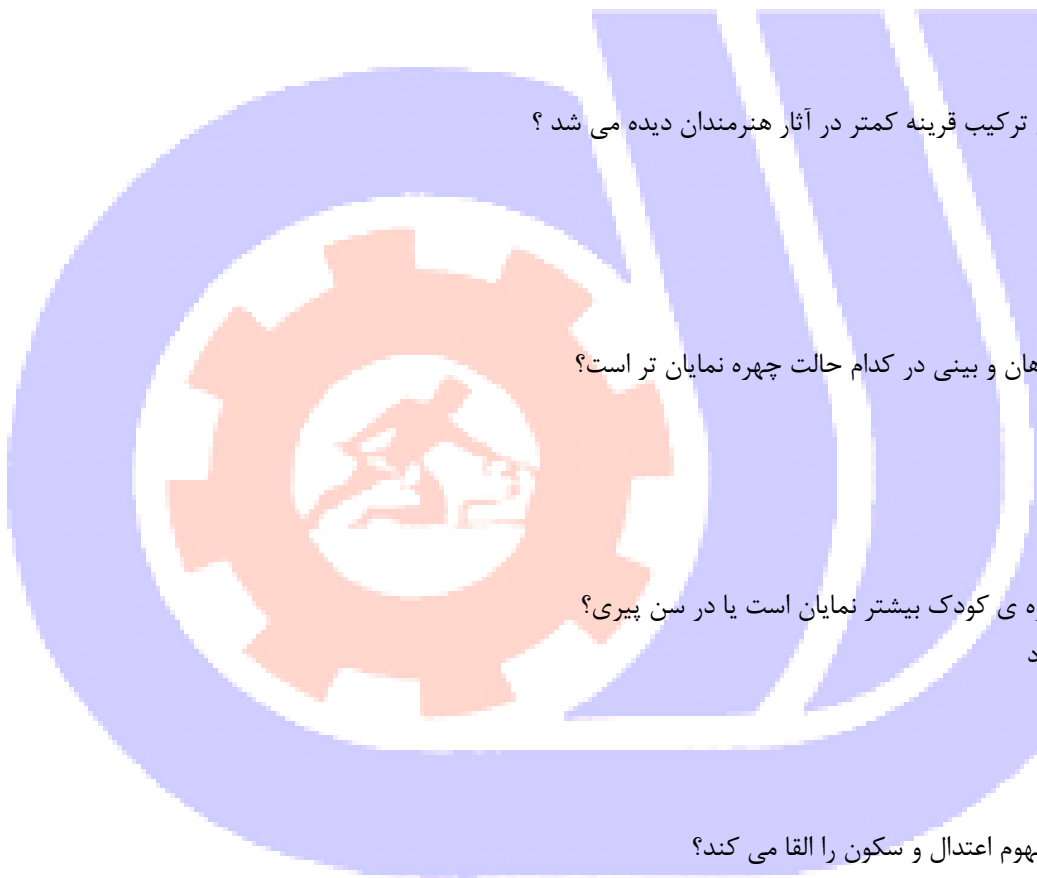 ترکیب قرینه کمتر در آثار هنرمندان دیده می شد ؟
هان و بینی در کدام حالت چهره نمایان تر است؟
ه ی کودک بیشتر نمایان است یا در سن پیری؟
د
هوم اعتدال و سکون را القا می کند؟